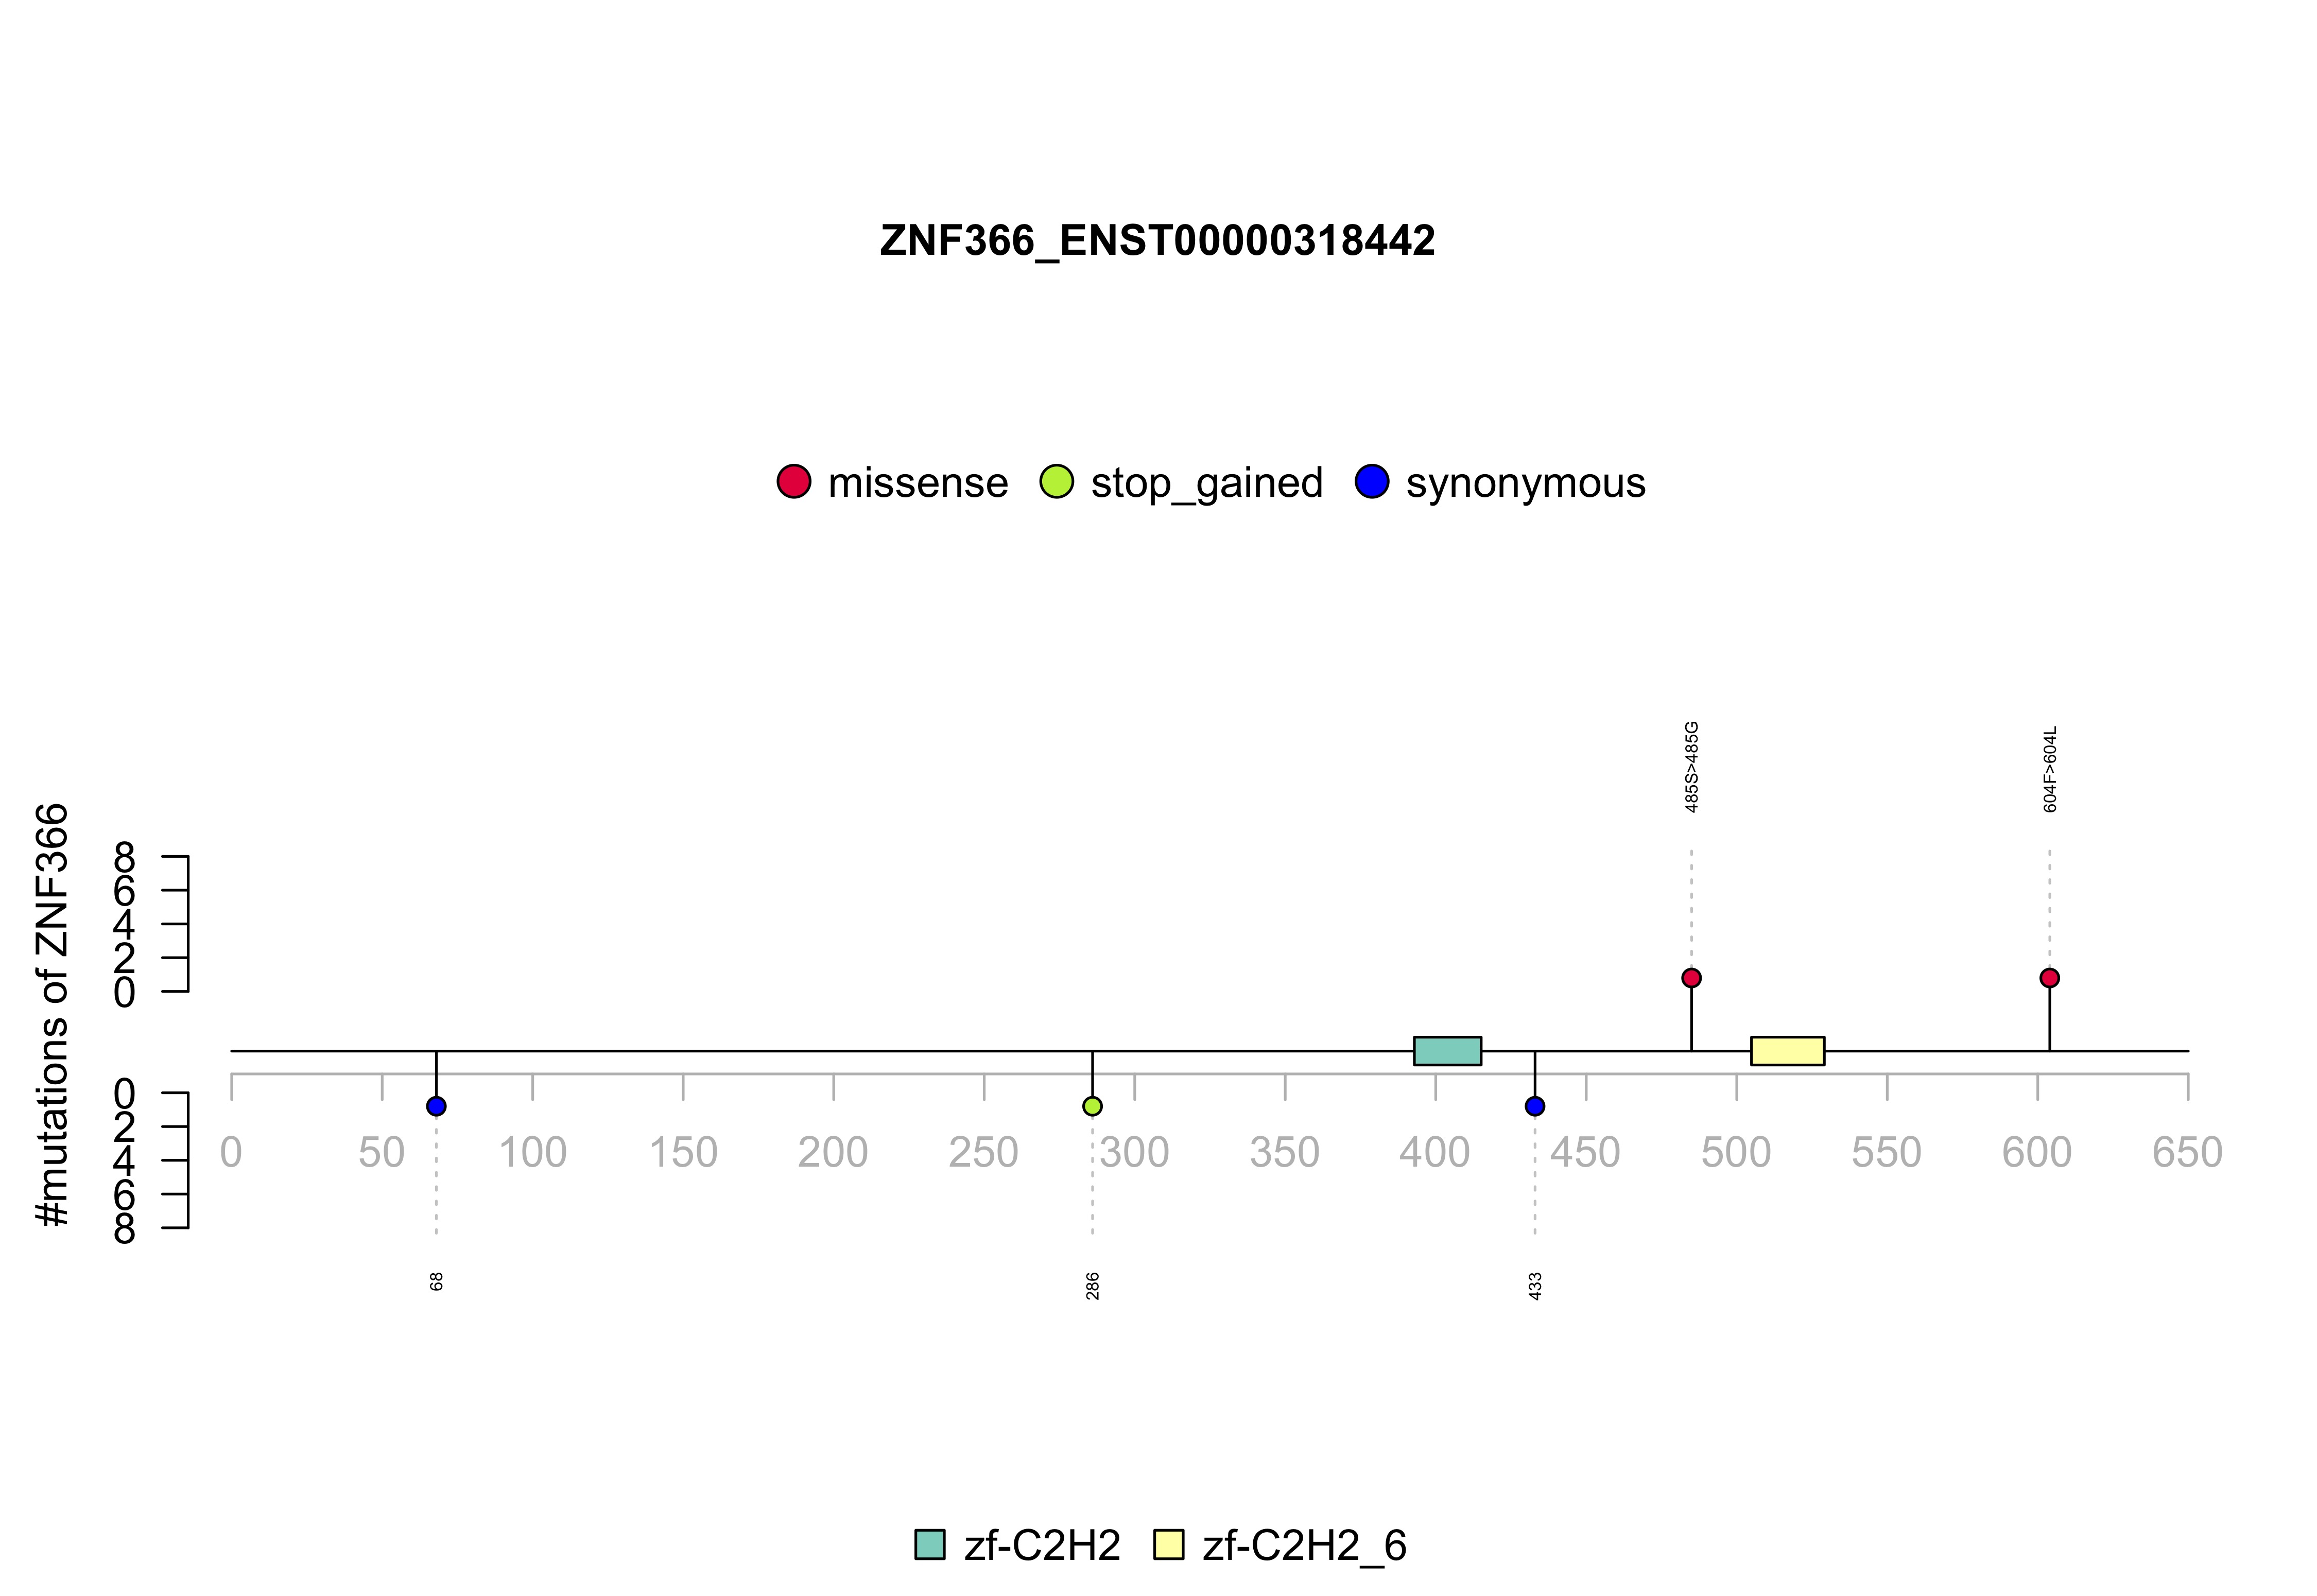 ZNF366_ENST00000318442
missense stop_gained synonymous
485S>485G
604F>604L
#mutations of ZNF366
8
6
4
2
0
0
2
4
6
8
0 50 100 150 200 250 300 350 400 450 500 550 600 650
68 286 433
zf-C2H2 zf-C2H2_6